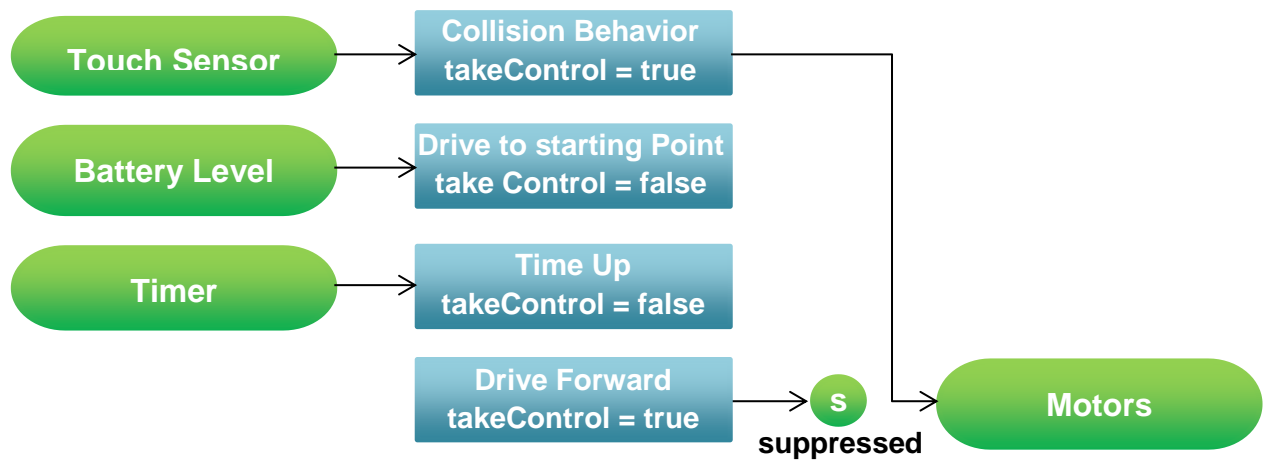 Touch Sensor
Collision Behavior
takeControl = true
Battery Level
Drive to starting Point
take Control = false
Timer
Time Up
takeControl = false
Drive Forward
takeControl = true
s
suppressed
Motors